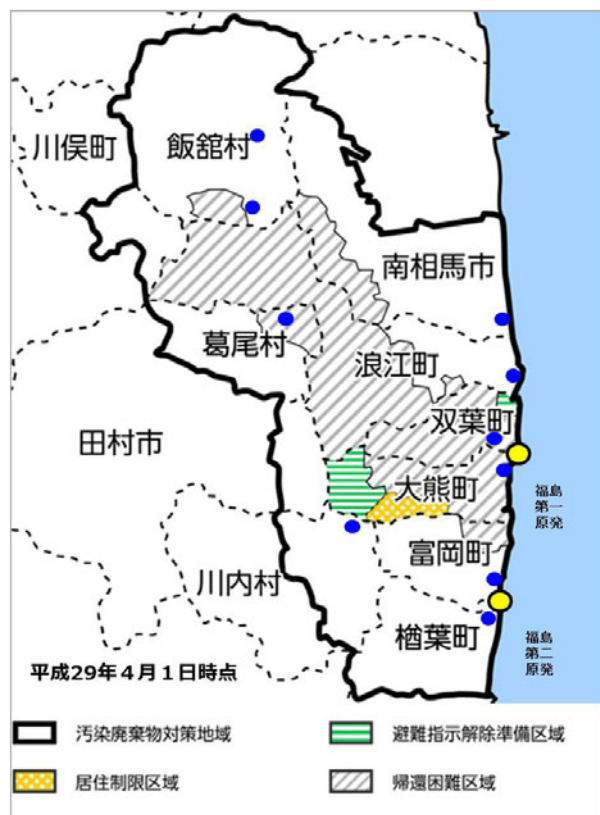 川俣町
飯舘村
南相馬市
葛尾村
浪江町
双葉町
田村市
大熊町
福島
第一
原発
富岡町
川内村
楢葉町
福島
第二
原発
平成29年4月1日時点
汚染廃棄物対策地域
避難指示解除準備区域
居住制限区域
帰還困難区域